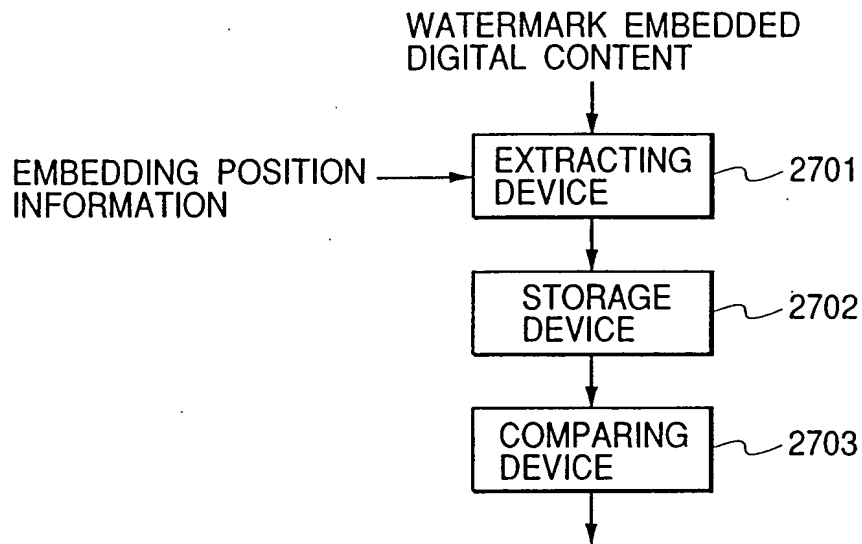 WATERMARK EMBEDDED
DIGITAL CONTENT
EMBEDDING POSITION
INFORMATION
EXTRACTING
DEVICE
2701
STORAGE
DEVICE
2702
COMPARING
DEVICE
2703